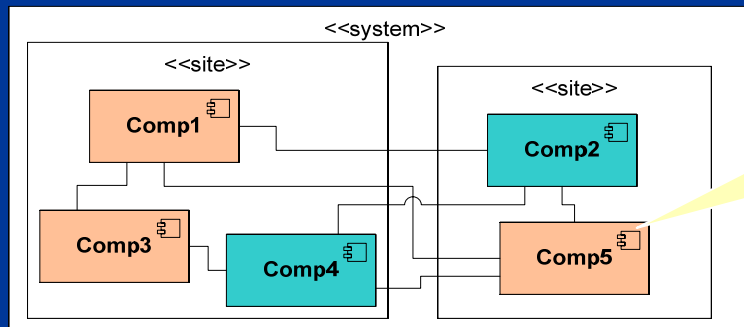 <<system>>
<<site>>
<<site>>
Comp1
Comp2
Comp3
Comp4
Comp5